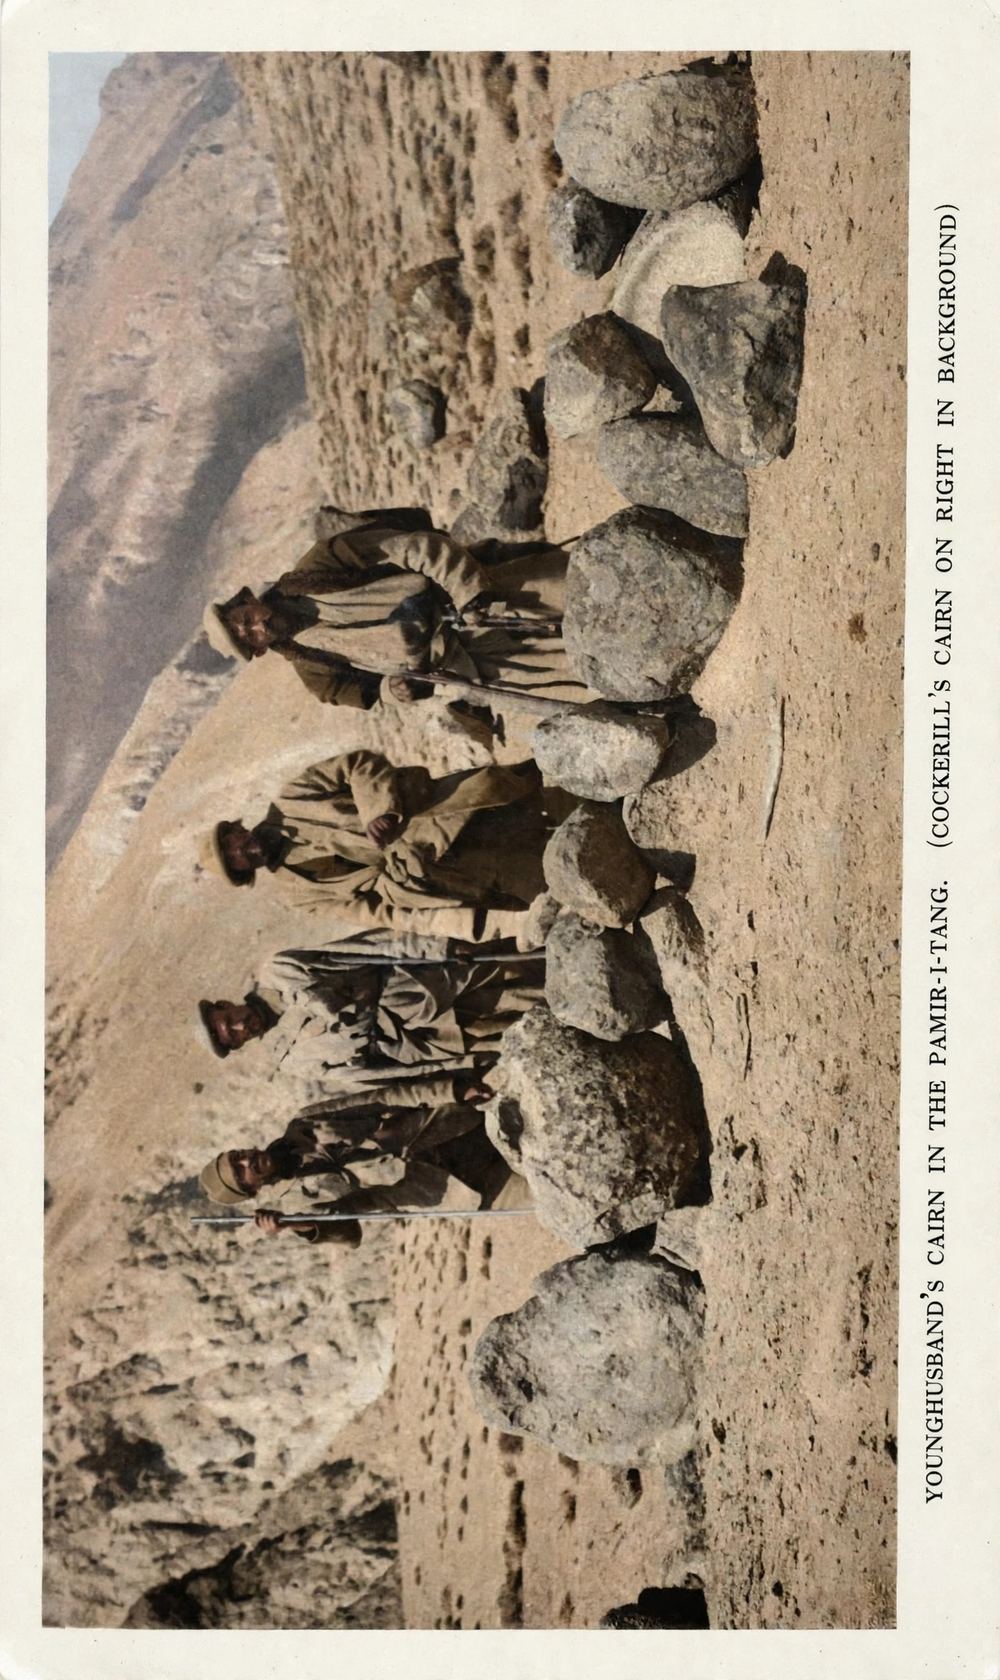 YOUNGHUSBAND'S CAIRN IN THE PAMIR-I-TANG. (COCKERILL'S CAIRN ON RIGHT IN BACKGROUND)